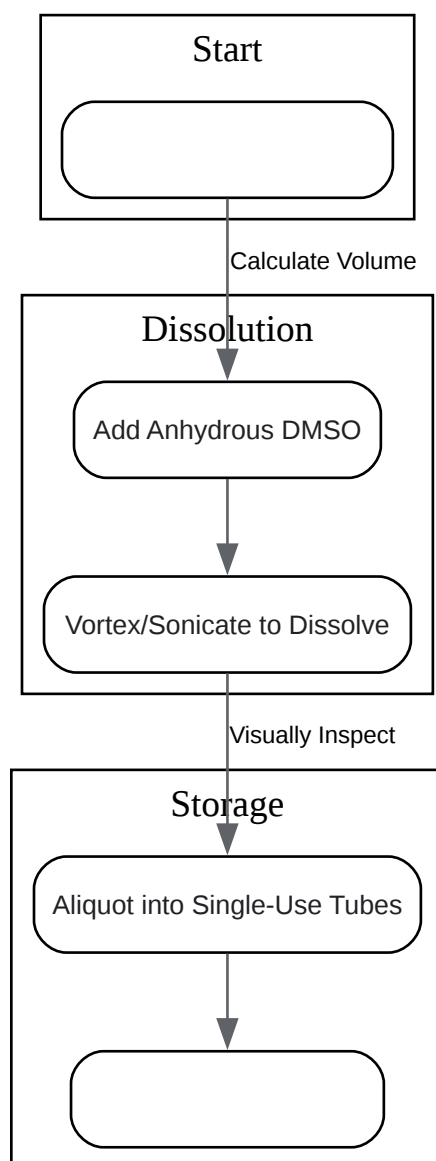 Start
Calculate Volume
Dissolution
Add Anhydrous DMSO
Vortex/Sonicate to Dissolve
Visually Inspect
Storage
Aliquot into Single-Use Tubes